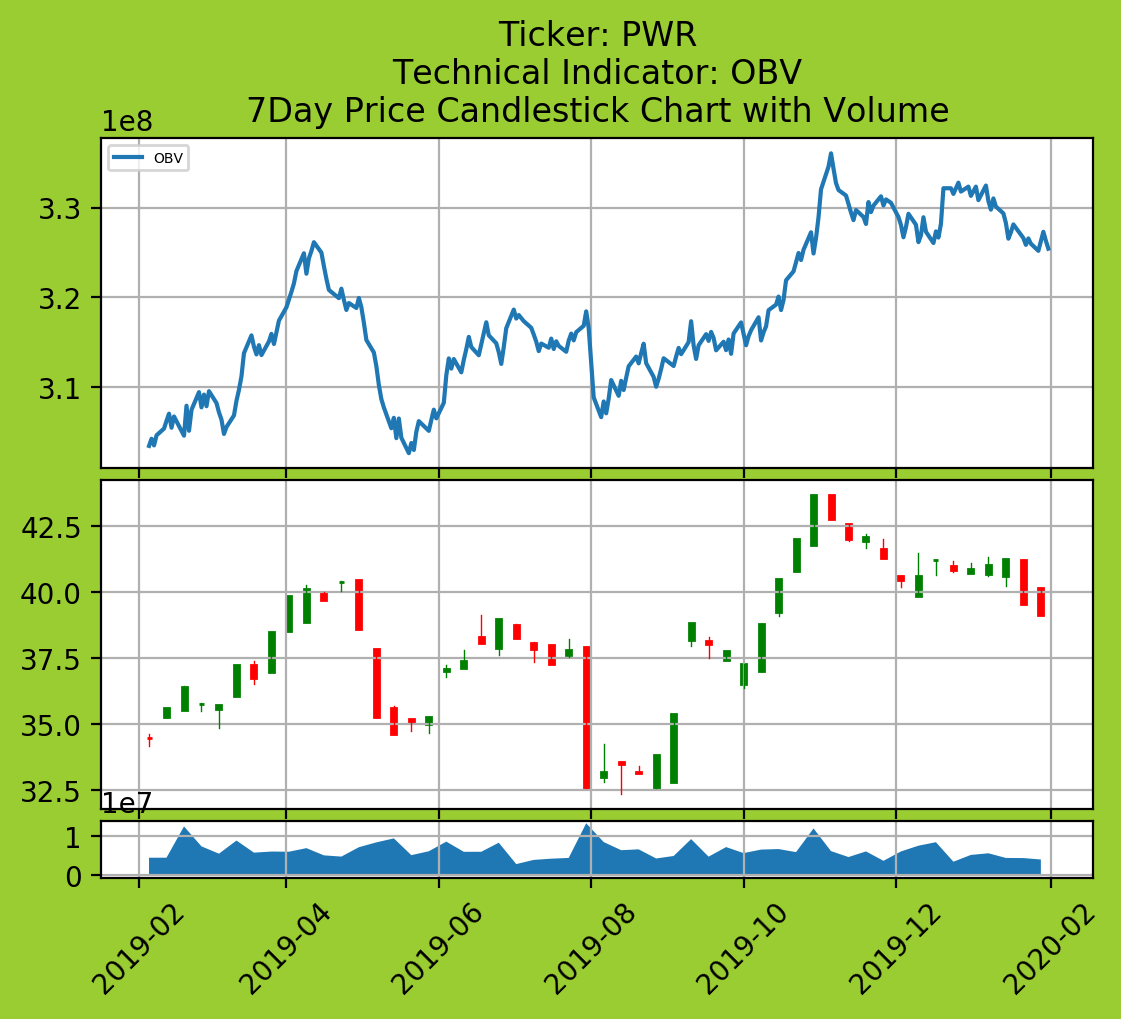 Ticker: PWR
Technical Indicator: OBV
7Day Price Candlestick Chart with Volume
1e8
OBV
3.3
3.2
3.1
42.5
40.0
37.5
35.0
32.5
1e7
1
0
2019-02
2019-04
2019-06
2019-08
2019-10
2019-12
2020-02